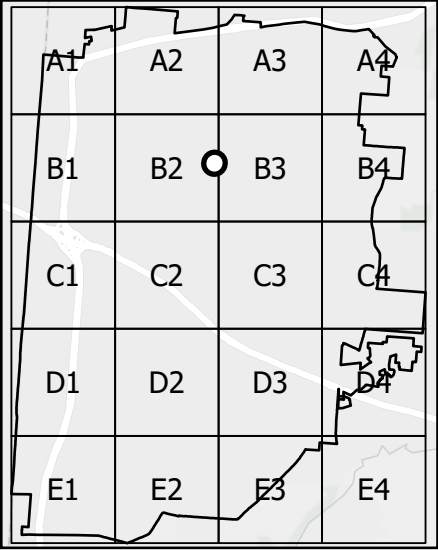 A1 A2 A3 A4
B1 B2 B3 B4
C1 C2 C3 C4
D1 D2 D3 D4
E1 E2 E3 E4